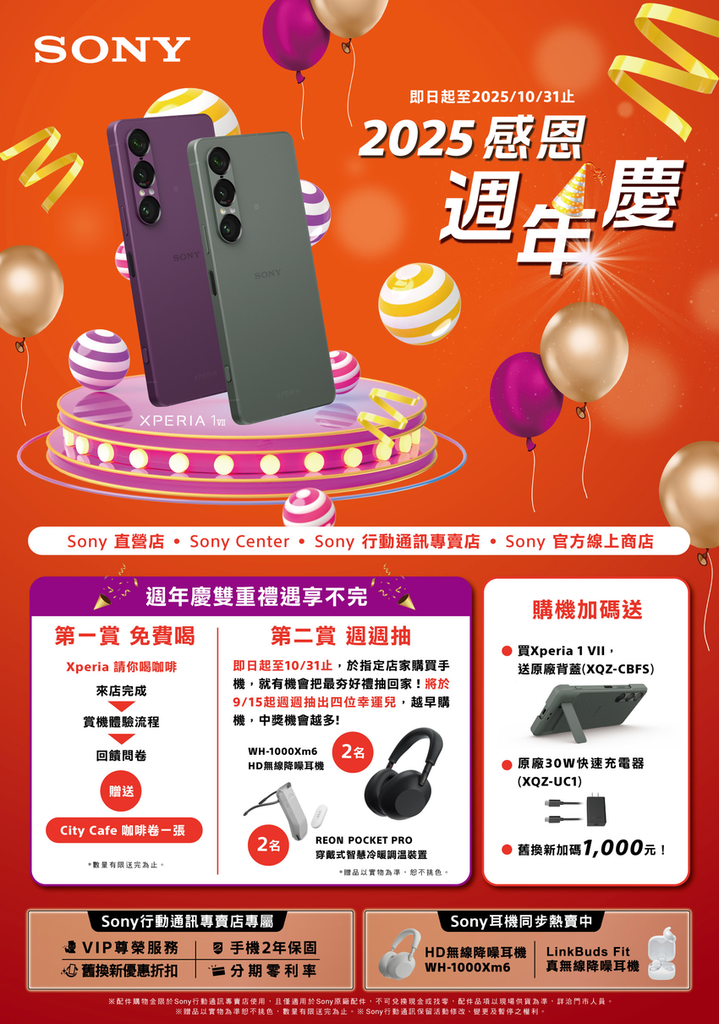 SONY
即日起至2025/10/31止
2025 感恩
週年慶
SONY
SONY
XPERIA 1 VII
Sony 直營店 • Sony Center • Sony 行動通訊專賣店 • Sony 官方線上商店
週年慶雙重禮遇享不完
第一賞 免費喝
Xperia 請你喝咖啡
來店完成
賞機體驗流程
回饋問卷
贈送
City Cafe 咖啡卷一張
*數量有限送完為止。
第二賞 週週抽
即日起至10/31止，於指定店家購買手
機，就有機會把最夯好禮抽回家！將於
9/15起週週抽出四位幸運兒，越早購
機，中獎機會越多!
WH-1000Xm6
HD無線降噪耳機
2名
2名
REON POCKET PRO
穿戴式智慧冷暖調溫裝置
*贈品以實物為準，恕不挑色。
購機加碼送
● 買Xperia 1 VII，
送原廠背蓋(XQZ-CBFS)
● 原廠30W快速充電器
(XQZ-UC1)
● 舊換新加碼1,000元！
Sony行動通訊專賣店專屬
VIP尊榮服務
手機2年保固
舊換新優惠折扣
分期零利率
Sony耳機同步熱賣中
HD無線降噪耳機
WH-1000Xm6
LinkBuds Fit
真無線降噪耳機
※配件購物金限於Sony行動通訊專賣店使用，且僅適用於Sony原廠配件，不可兌換現金或找零，配件品項以現場供貨為準，詳洽門市人員。
※贈品以實物為準恕不挑色，數量有限送完為止。※ Sony行動通訊保留活動修改、變更及暫停之權利。